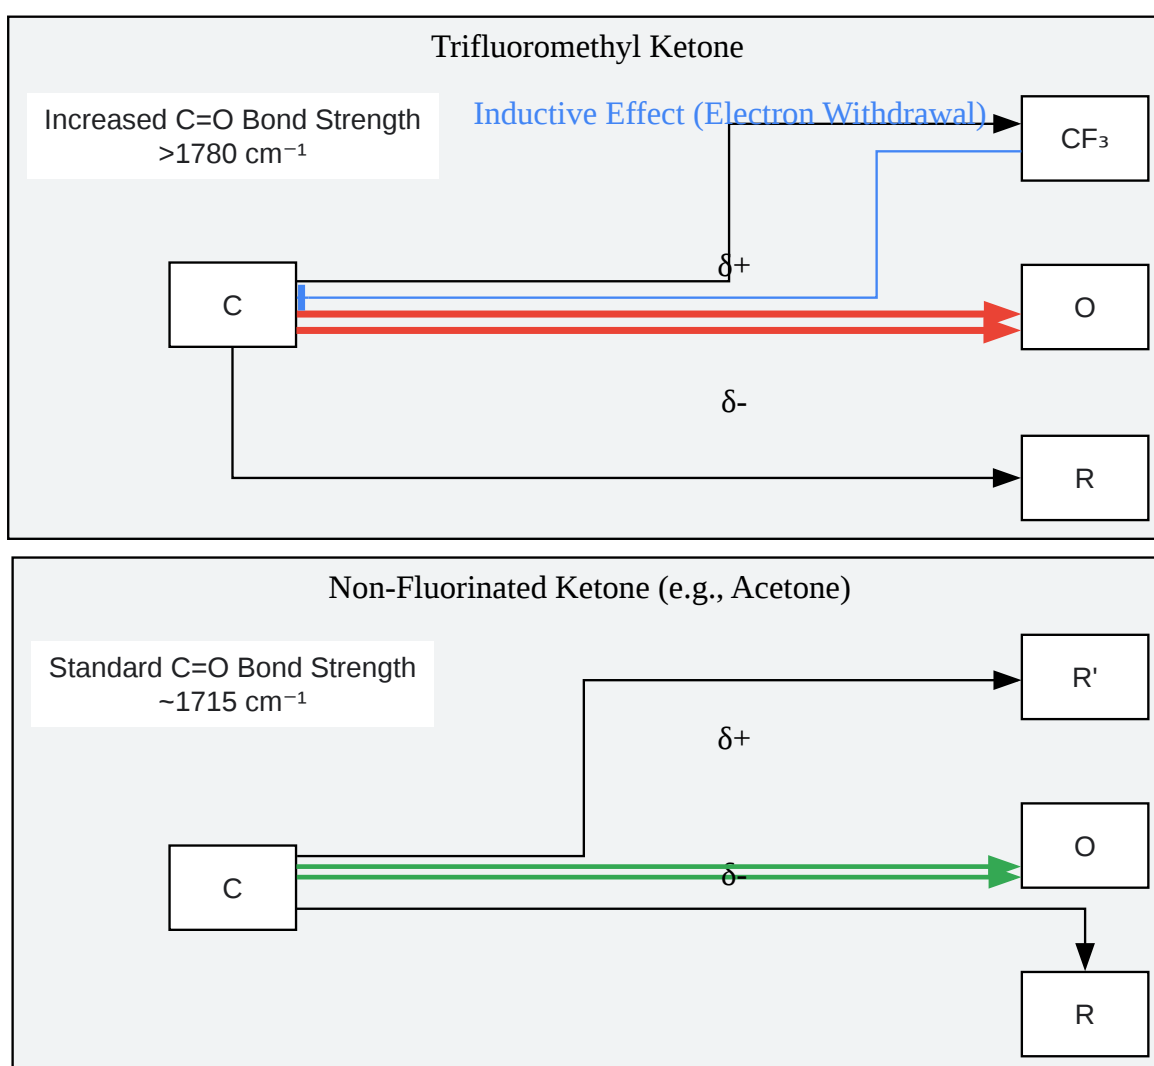 Trifluoromethyl Ketone
Increased C=O Bond Strength
>1780 cm⁻¹
Inductive Effect (Electron Withdrawal)
CF₃
δ+
C
O
δ-
R
Non-Fluorinated Ketone (e.g., Acetone)
Standard C=O Bond Strength
~1715 cm⁻¹
R'
δ+
O
C
δ-
R